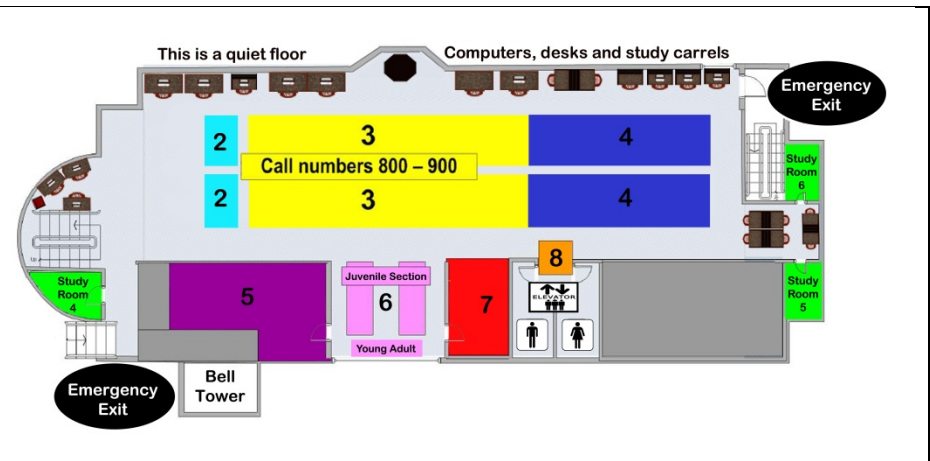 This is a quiet floor
Computers, desks and study carrels
Emergency
Exit
2
3
4
Call numbers 800 – 900
2
3
4
Study
Room
6
8
Study
Room
4
5
Juvenile Section
6
Young Adult
7
ELEVATOR
Study
Room
5
Emergency
Exit
Bell
Tower